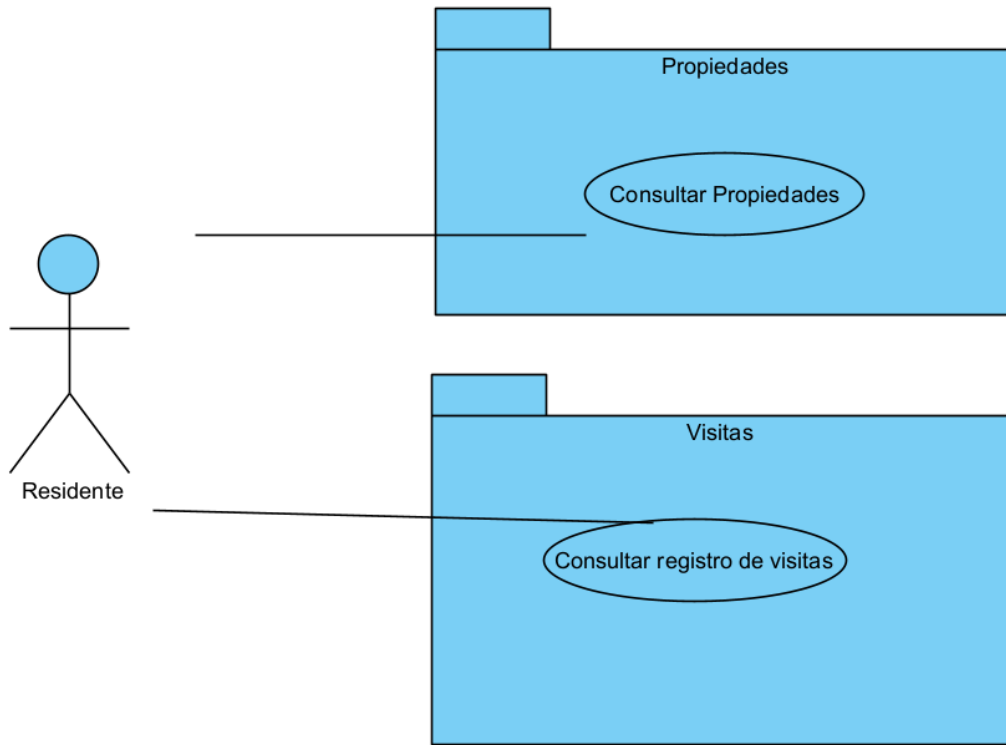 Propiedades
Consultar Propiedades
Residente
Visitas
Consultar registro de visitas